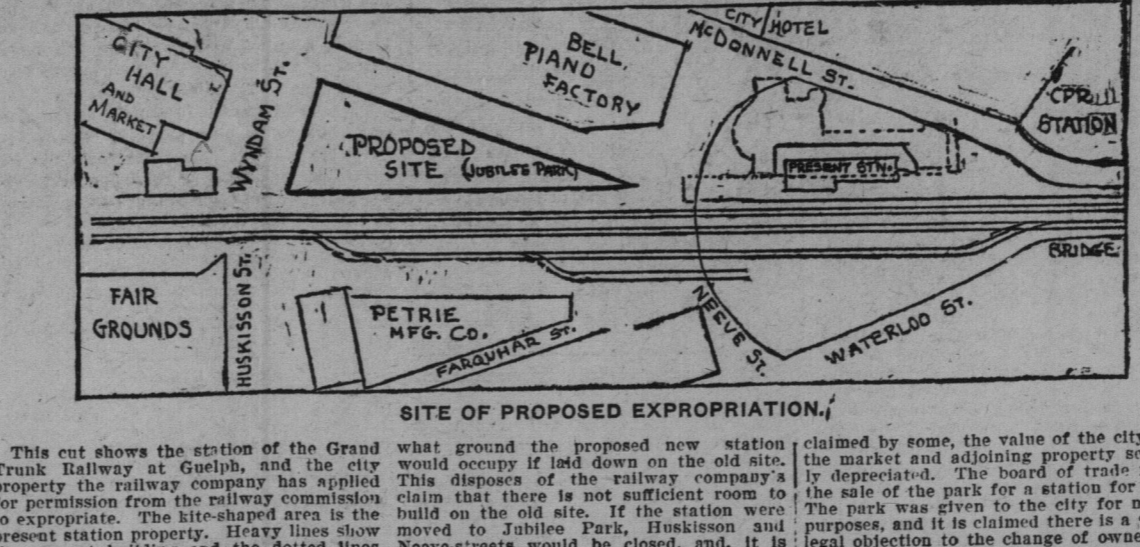 CITY HALL AND MARKET
WYNDAM ST.
BELL PIANO FACTORY
CITY HOTEL
MCDONNELL ST.
CPR STATION
PROPOSED SITE (JUBILEE PARK)
PRESENT STN.
BRIDGE
FAIR GROUNDS
HUSKISSON ST.
PETRIE MFG. CO.
FARQUHAR ST.
NEEVE ST.
WATERLOO ST.
SITE OF PROPOSED EXPROPRIATION.
This cut shows the station of the Grand
Trunk Railway at Guelph, and the city
property the railway company has applied
for permission from the railway commission
to expropriate. The kite-shaped area is the
present station property. Heavy lines show
and the dotted lines
what ground the proposed new station
would occupy if laid down on the old site.
This disposes of the railway company's
claim that there is not sufficient room to
build on the old site. If the station were
moved to Jubilee Park, Huskisson and
Neeve-streets would be closed, and, it is
claimed by some, the value of the city
the market and adjoining property
ly depreciated. The board of trade
the sale of the park for a station for
The park was given to the city for
purposes, and it is claimed there is a
legal objection to the change of